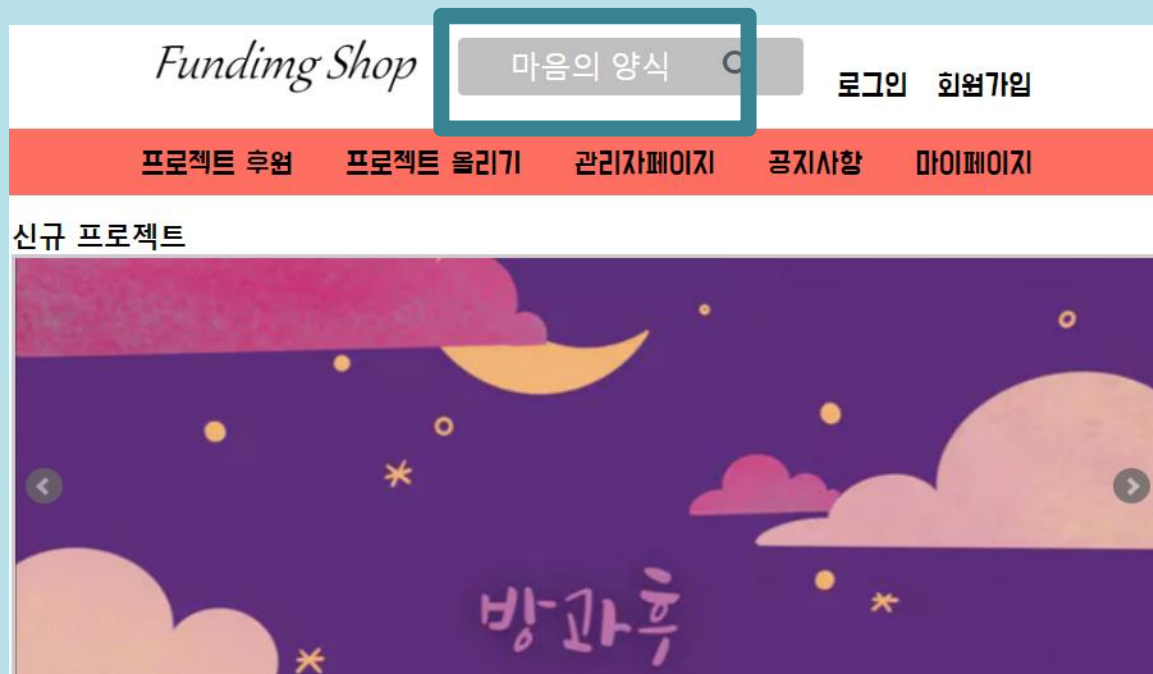 Fundimg Shop
마음의 양식
로그인 회원가입
프로젝트 후원 프로젝트 올리기 관리자페이지 공지사항 마이페이지
신규 프로젝트
방과후